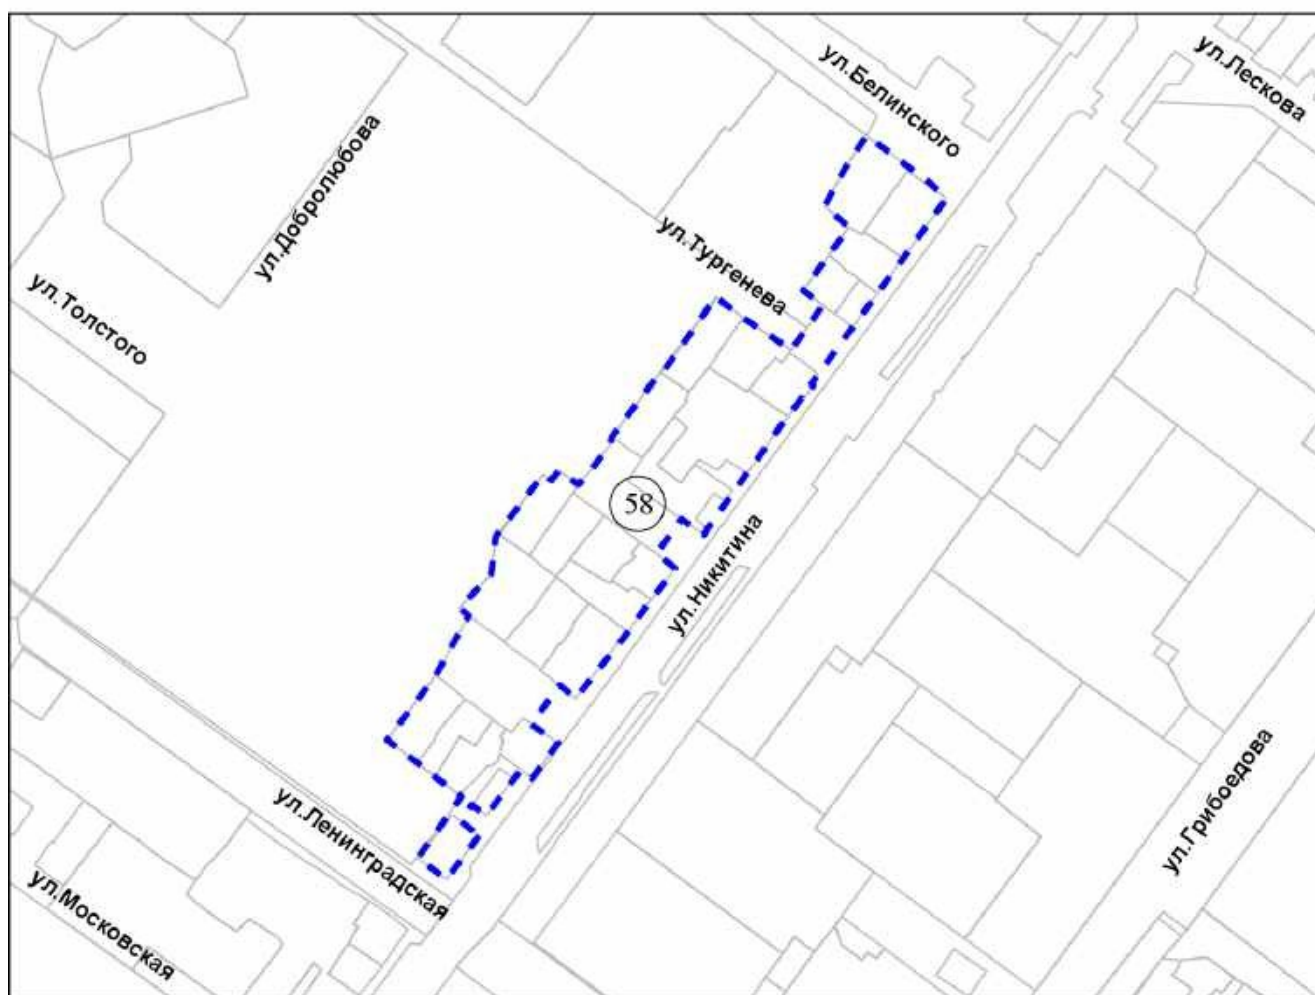 ул.Белинского
ул.Лескова
ул.Добролюбова
ул.Тургенева
ул.Толстого
58
ул.Никитина
ул.Грибоедова
ул.Ленинградская
ул.Московская